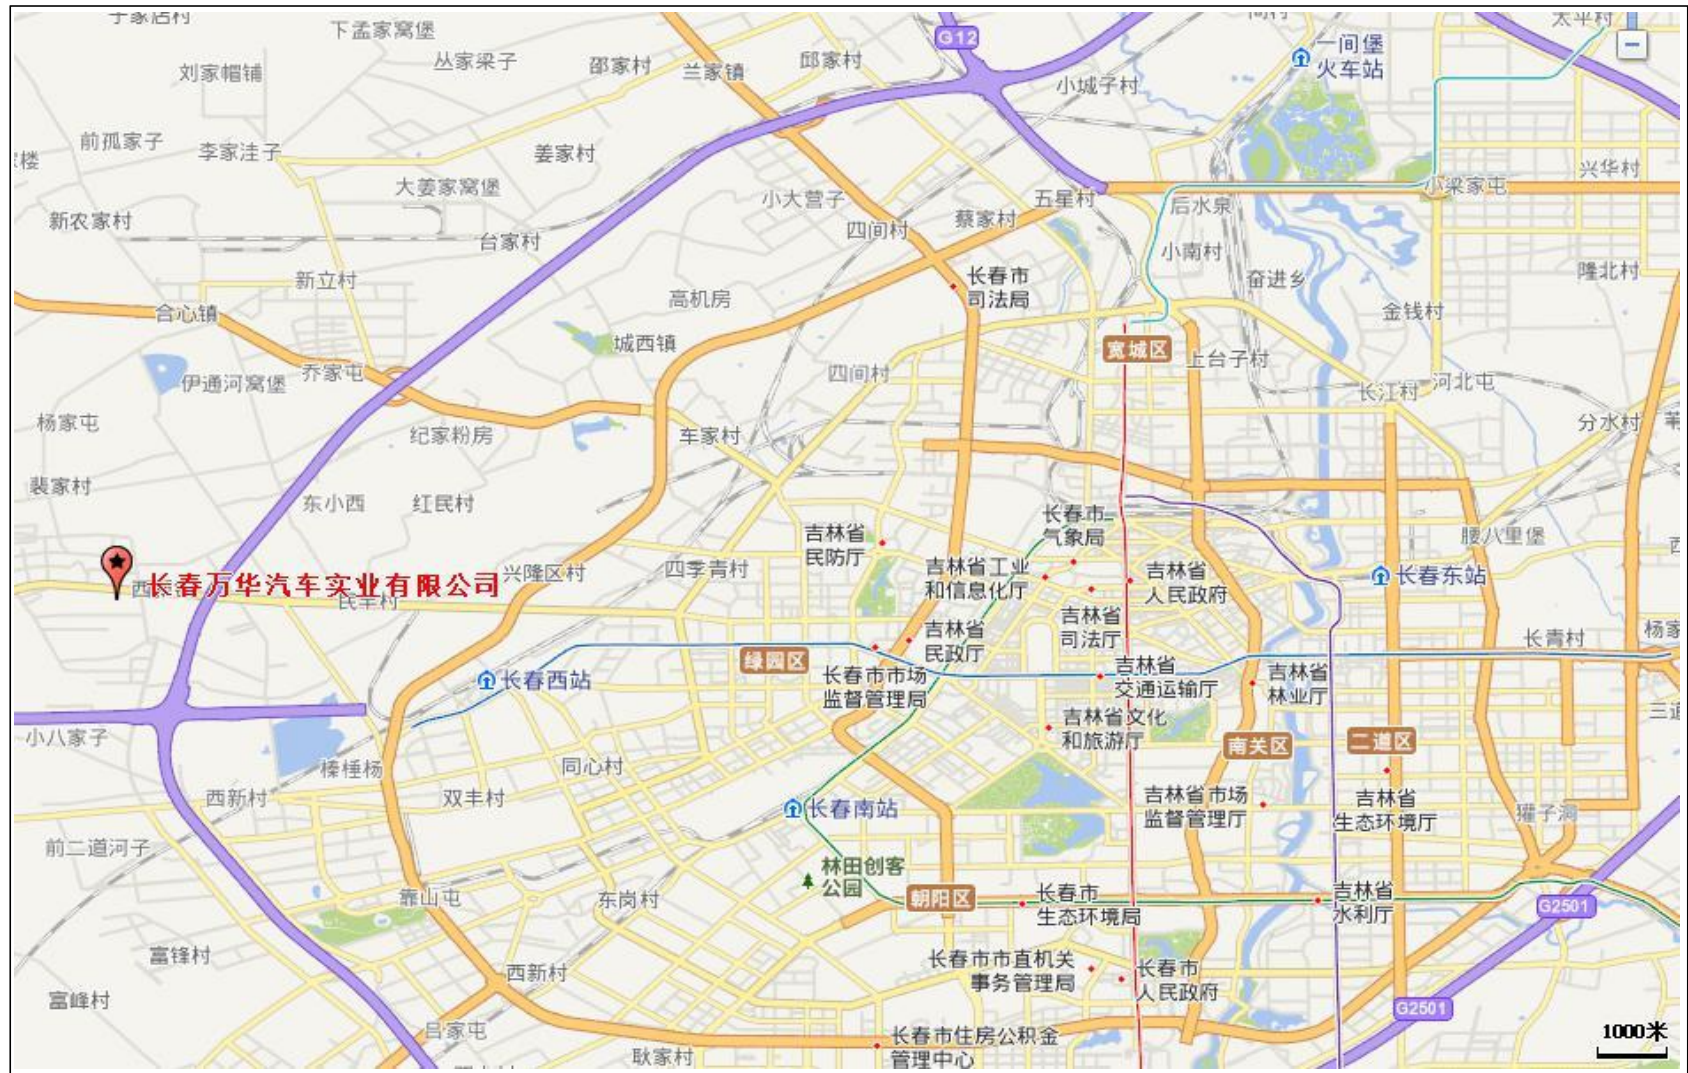 于家店村
下孟家窝堡
丛家梁子
邵家村
兰家镇
邱家村
G12
一间堡
火车站
太平村
刘家帽铺
小城子村
前孤家子
李家洼子
姜家村
兴华村
大姜家窝堡
小大营子
五星村
后水泉
小梁家屯
新农家村
台家村
四间村
蔡家村
小南村
新立村
长春市
司法局
奋进乡
隆北村
合心镇
高机房
金钱村
城西镇
宽城区
上台子村
伊通河窝堡
乔家屯
四间村
长江村
河北屯
杨家屯
纪家粉房
车家村
分水村
裴家村
东小西
红民村
长春市
气象局
吉林省
民防厅
腰八里堡
长春万华汽车实业有限公司
兴隆区村
四季青村
吉林省工业
和信息化厅
吉林省
人民政府
长春东站
民丰村
吉林省
司法厅
吉林省
民政厅
长青村
杨家
绿园区
长春西站
长春市市场
监督管理局
吉林省
交通运输厅
吉林省
林业厅
三道
小八家子
吉林省文化
和旅游厅
南关区
二道区
榛棰杨
同心村
西新村
双丰村
长春南站
吉林省市场
监督管理厅
吉林省
生态环境厅
獾子洞
前二道河子
林田创客
公园
靠山屯
东岗村
朝阳区
长春市
生态环境局
吉林省
水利厅
G2501
富锋村
西新村
长春市市直机关
事务管理局
长春市
人民政府
富峰村
G2501
吕家屯
耿家村
长春市住房公积金
管理中心
1000米